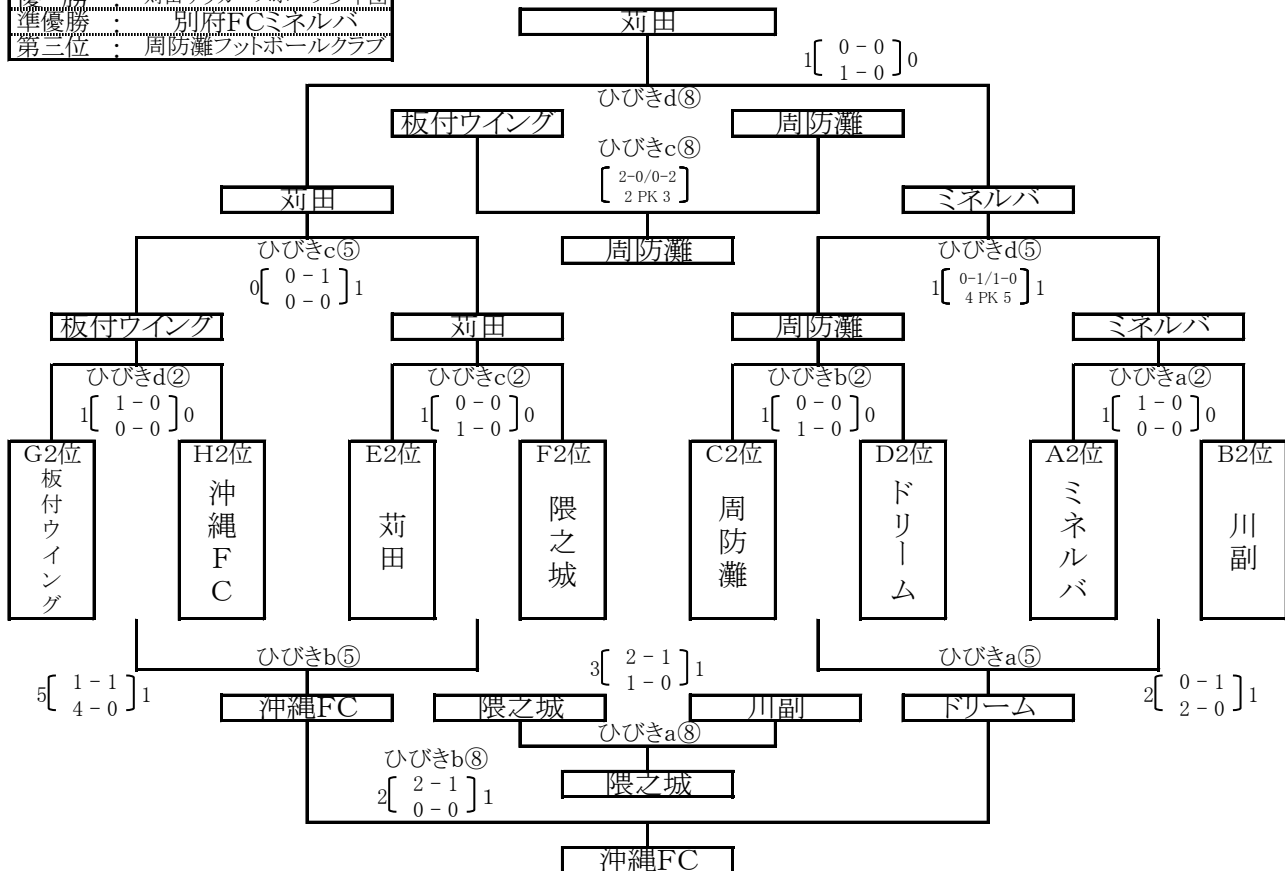 準優勝 : 別府FCミネルバ
第三位 : 周防灘フットボールクラブ
苅田
1 0-0 0
1-0
ひびきd⑧
板付ウイング 周防灘
ひびきc⑧
2-0/0-2
2 PK 3
苅田 ミネルバ
周防灘
ひびきc⑤ ひびきd⑤
0 0-1 1 1 0-1/1-0 1
0-0 4 PK 5
板付ウイング 苅田 周防灘 ミネルバ
ひびきd② ひびきc② ひびきb② ひびきa②
1 1-0 0 1 0-0 0 1 0-0 0 1 1-0 0
0-0 1-0 1-0 0-0
G2位 H2位 E2位 F2位 C2位 D2位 A2位 B2位
板付ウイング
沖縄FC
苅田
隈之城
周防灘
ドリーム
ミネルバ
川副
ひびきb⑤ ひびきa⑤
5 1-1 1 3 2-1 1 2 0-1 1
4-0 1-0 2-0
沖縄FC 隈之城 川副 ドリーム
ひびきa⑧
ひびきb⑧
2 2-1 1
0-0
隈之城
沖縄FC